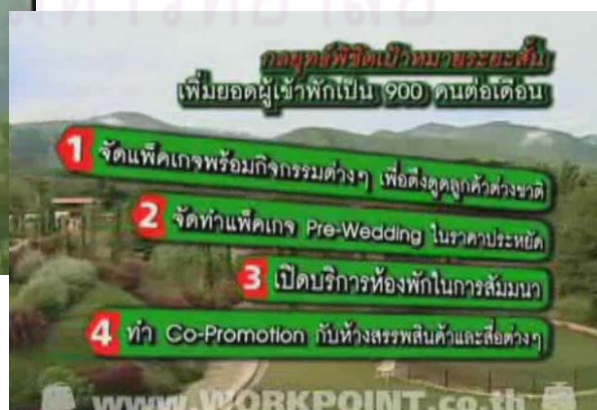 กลยุทธ์พิชิตเป้าหมายระยะสั้น
เพิ่มยอดผู้เข้าพักเป็น 900 คนต่อเดือน
1 จัดแพ็คเกจพร้อมกิจกรรมต่างๆ เพื่อดึงดูดลูกค้าต่างชาติ
2 จัดทำแพ็คเกจ Pre-Wedding ในราคาประหยัด
3 เปิดบริการห้องพักในการสัมมนา
4 ทำ Co-Promotion กับห้างสรรพสินค้าและสื่อต่างๆ
www.WORKPOINT.co.th